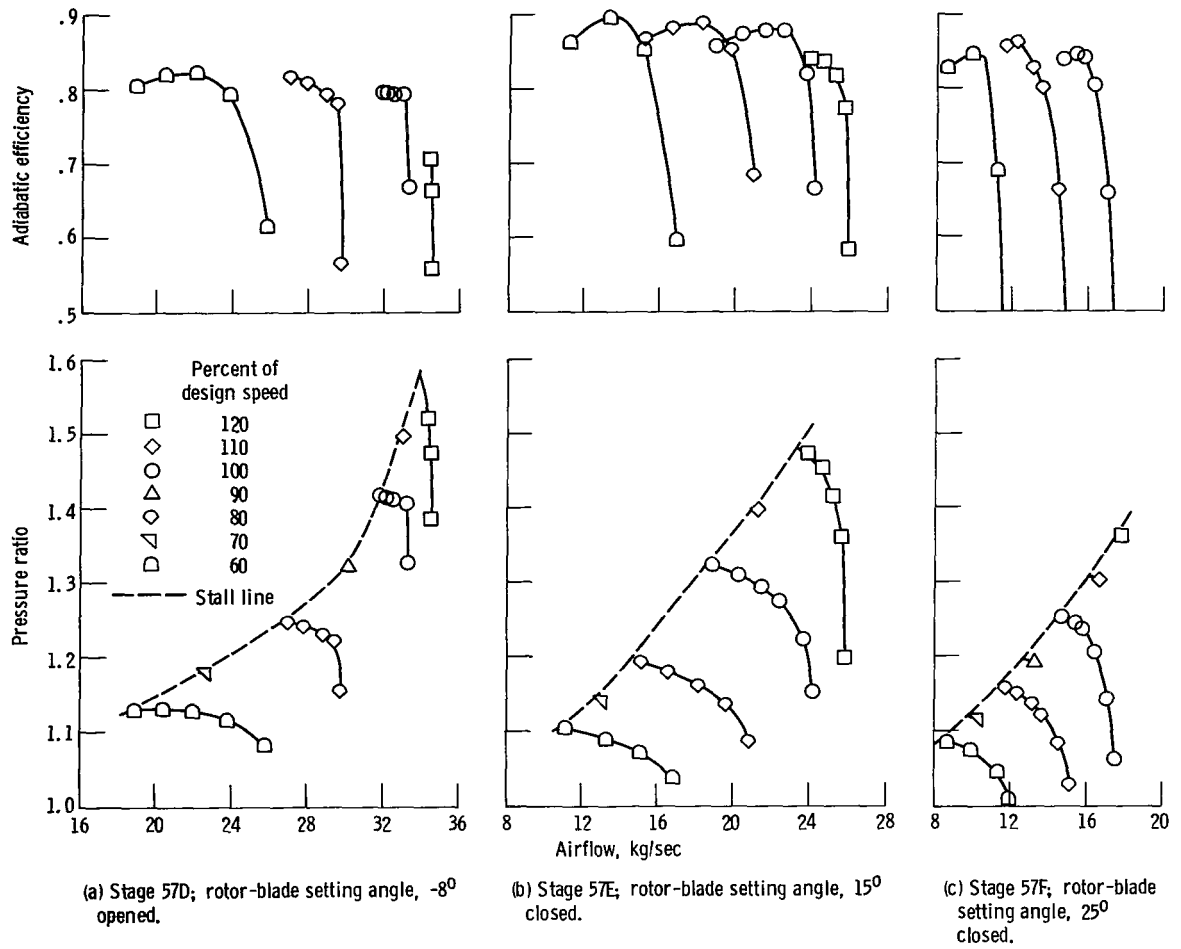 Adiabatic efficiency
.9
.8
.7
.6
.5
Pressure ratio
1.6
1.5
1.4
1.3
1.2
1.1
1.0
Percent of
design speed
120
110
100
90
80
70
60
Stall line
16 20 24 28 32 36
8 12 16 20 24 28
8 12 16 20
Airflow, kg/sec
(a) Stage 57D; rotor-blade setting angle, -8⁰
opened.
(b) Stage 57E; rotor-blade setting angle, 15⁰
closed.
(c) Stage 57F; rotor-blade
setting angle, 25⁰
closed.